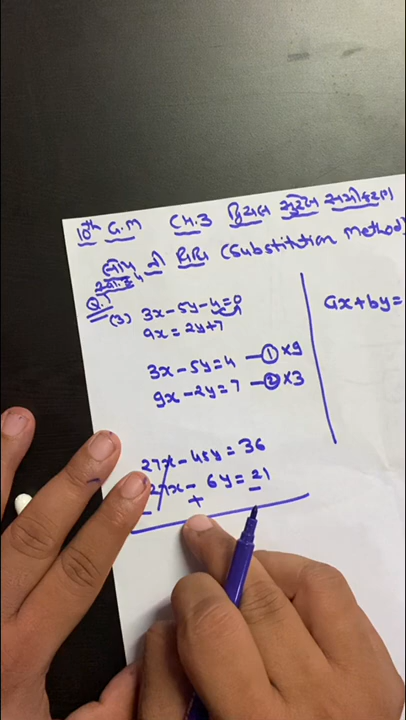 10th G.M CH.3 દ્વિચલ સુરેખ સમીકરણ
લોપ ની રીત (Substitution Method)
Q.1
(3) 3x-5y-4=0
9x=2y+7
3x-5y=4 —①×9
9x-2y=7 —②×3
ax+by=
27x-45y=36
27x- 6y=21
- + -